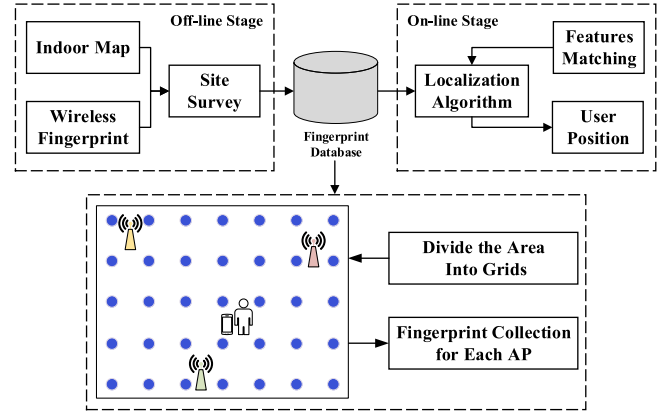 Off-line Stage
Indoor Map
Wireless
Fingerprint
Site
Survey
Fingerprint
Database
On-line Stage
Localization
Algorithm
Features
Matching
User
Position
Divide the Area
Into Grids
Fingerprint Collection
for Each AP